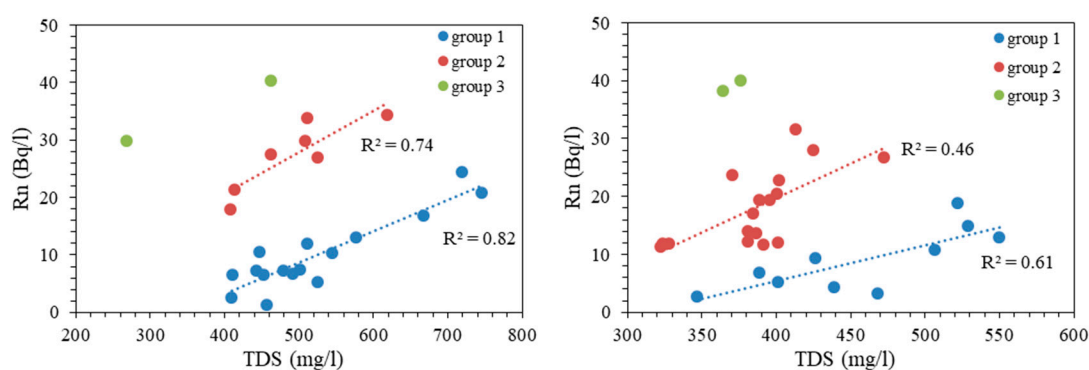 50
40
30
20
10
0
Rn (Bq/l)
group 1
group 2
group 3
R² = 0.74
R² = 0.82
200 300 400 500 600 700 800
TDS (mg/l)
50
40
30
20
10
0
Rn (Bq/l)
group 1
group 2
group 3
R² = 0.46
R² = 0.61
300 350 400 450 500 550 600
TDS (mg/l)